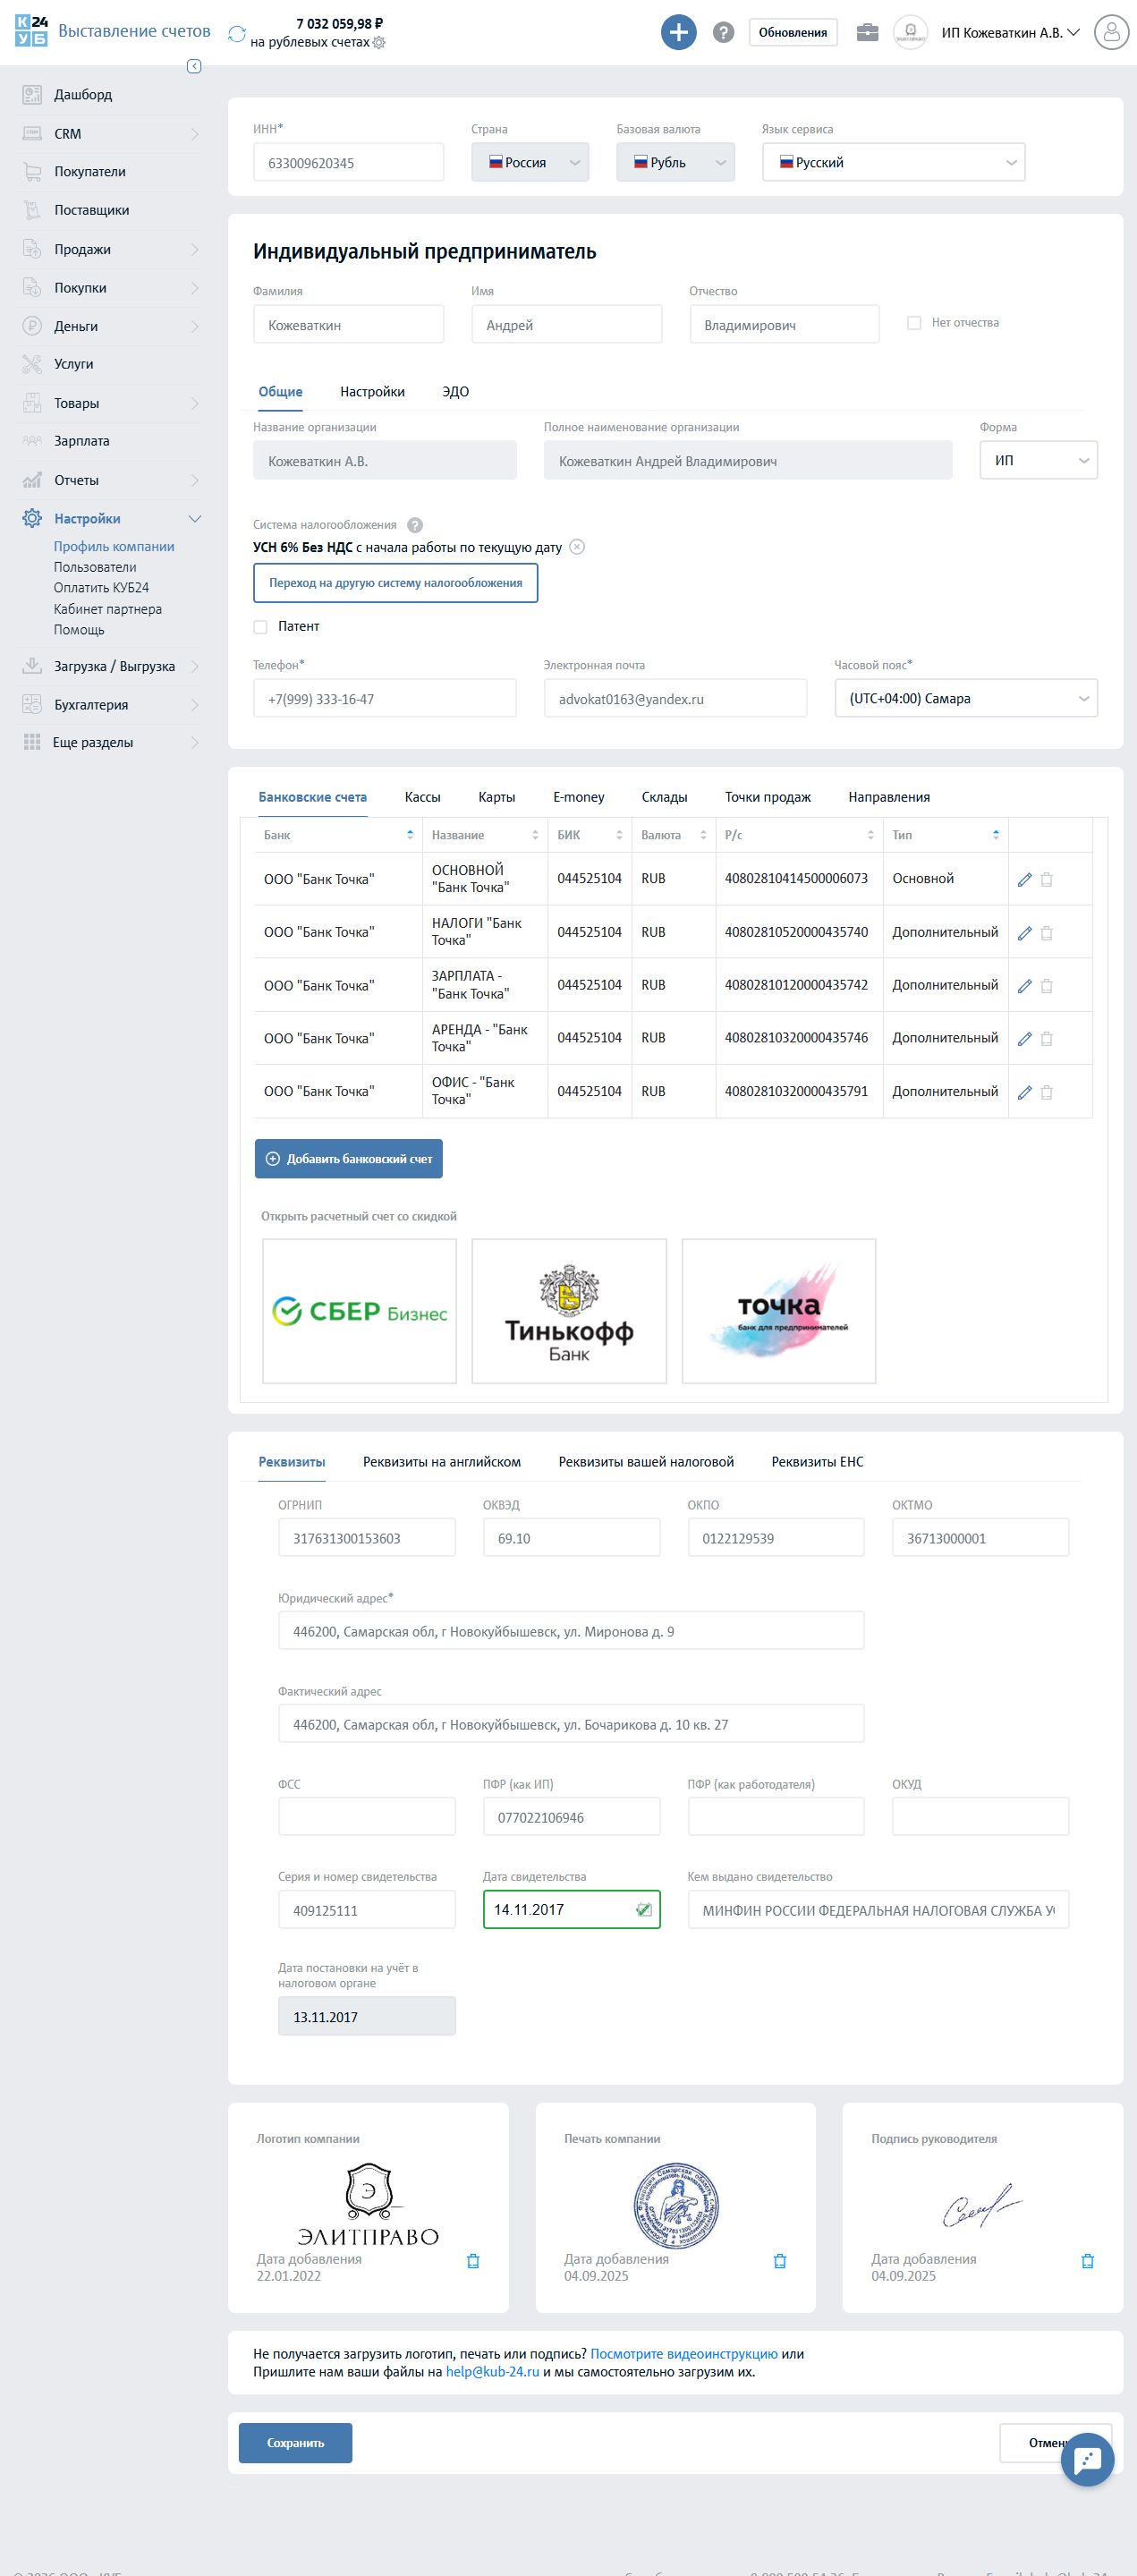 К 24
У Б
Выставление счетов
7 032 059,98 ₽
на рублевых счетах
Обновления
ИП Кожеваткин А.В.
Дашборд
CRM
Покупатели
Поставщики
Продажи
Покупки
Деньги
Услуги
Товары
Зарплата
Отчеты
Настройки
Профиль компании
Пользователи
Оплатить КУБ24
Кабинет партнера
Помощь
Загрузка / Выгрузка
Бухгалтерия
Еще разделы
ИНН* Страна Базовая валюта Язык сервиса
633009620345 Россия Рубль Русский
Индивидуальный предприниматель
Фамилия Имя Отчество
Кожеваткин Андрей Владимирович Нет отчества
Общие Настройки ЭДО
Название организации Полное наименование организации Форма
Кожеваткин А.В. Кожеваткин Андрей Владимирович ИП
Система налогообложения ?
УСН 6% Без НДС с начала работы по текущую дату
Переход на другую систему налогообложения
Патент
Телефон* Электронная почта Часовой пояс*
+7(999) 333-16-47 advokat0163@yandex.ru (UTC+04:00) Самара
Банковские счета Кассы Карты E-money Склады Точки продаж Направления
Банк Название БИК Валюта Р/с Тип
ООО "Банк Точка" ОСНОВНОЙ "Банк Точка" 044525104 RUB 40802810414500006073 Основной
ООО "Банк Точка" НАЛОГИ "Банк Точка" 044525104 RUB 40802810520000435740 Дополнительный
ООО "Банк Точка" ЗАРПЛАТА - "Банк Точка" 044525104 RUB 40802810120000435742 Дополнительный
ООО "Банк Точка" АРЕНДА - "Банк Точка" 044525104 RUB 40802810320000435746 Дополнительный
ООО "Банк Точка" ОФИС - "Банк Точка" 044525104 RUB 40802810320000435791 Дополнительный
Добавить банковский счет
Открыть расчетный счет со скидкой
СБЕР Бизнес
Тинькофф
Банк
точка
банк для предпринимателей
Реквизиты Реквизиты на английском Реквизиты вашей налоговой Реквизиты ЕНС
ОГРНИП ОКВЭД ОКПО ОКТМО
317631300153603 69.10 0122129539 36713000001
Юридический адрес*
446200, Самарская обл, г Новокуйбышевск, ул. Миронова д. 9
Фактический адрес
446200, Самарская обл, г Новокуйбышевск, ул. Бочарикова д. 10 кв. 27
ФСС ПФР (как ИП) ПФР (как работодателя) ОКУД
077022106946
Серия и номер свидетельства Дата свидетельства Кем выдано свидетельство
409125111 14.11.2017 МИНФИН РОССИИ ФЕДЕРАЛЬНАЯ НАЛОГОВАЯ СЛУЖБА
Дата постановки на учёт в
налоговом органе
13.11.2017
Логотип компании Печать компании Подпись руководителя
Э
ЭЛИТПРАВО
Дата добавления Дата добавления Дата добавления
22.01.2022 04.09.2025 04.09.2025
Не получается загрузить логотип, печать или подпись? Посмотрите видеоинструкцию или
Пришлите нам ваши файлы на help@kub-24.ru и мы самостоятельно загрузим их.
Сохранить